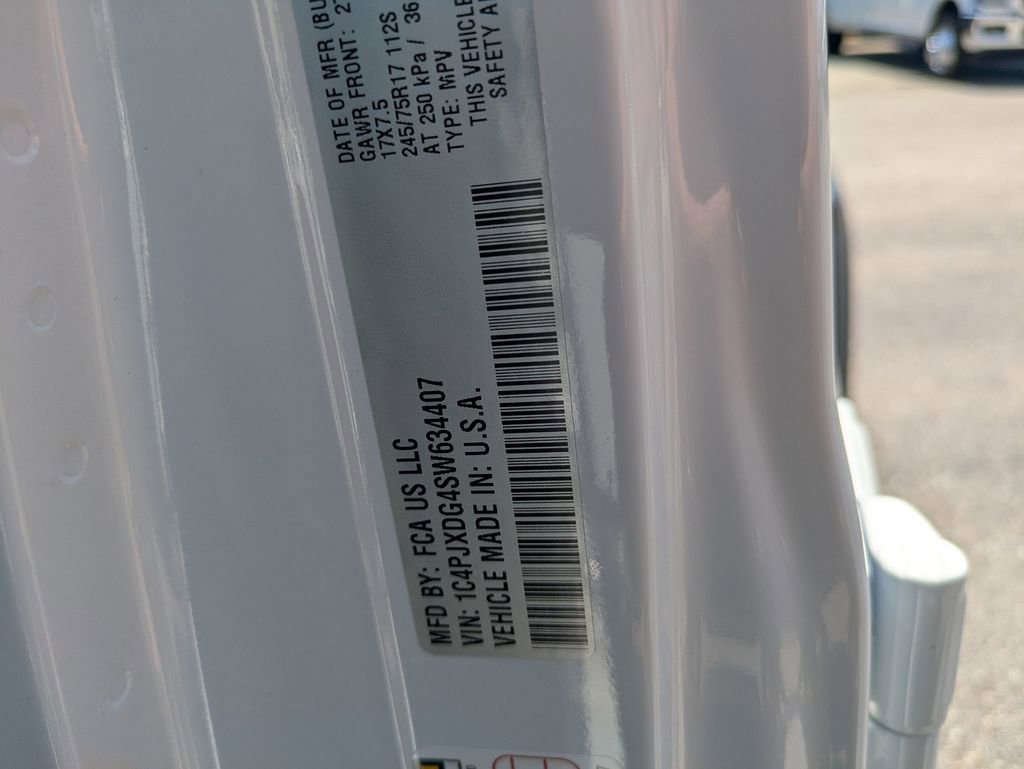 MFD BY: FCA US LLC
VIN: 1C4PJXDG4SW634407
VEHICLE MADE IN: U.S.A.
DATE OF MFR
GAWR FRONT:
17X7.5
245/75R17 112S
AT 250 kPa / 36
TYPE: MPV
THIS VEHICLE
SAFETY